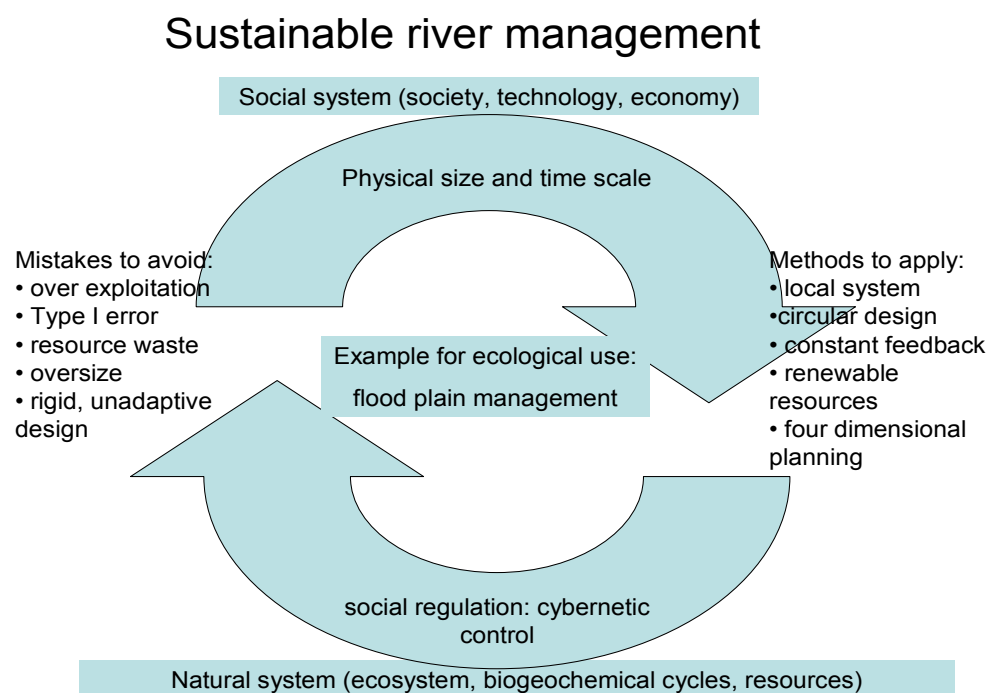 Sustainable river management
Social system (society, technology, economy)
Physical size and time scale
Mistakes to avoid:
• over exploitation
• Type I error
• resource waste
• oversize
• rigid, unadaptive
design
Example for ecological use:
flood plain management
Methods to apply:
• local system
•circular design
• constant feedback
• renewable
resources
• four dimensional
planning
social regulation: cybernetic
control
Natural system (ecosystem, biogeochemical cycles, resources)